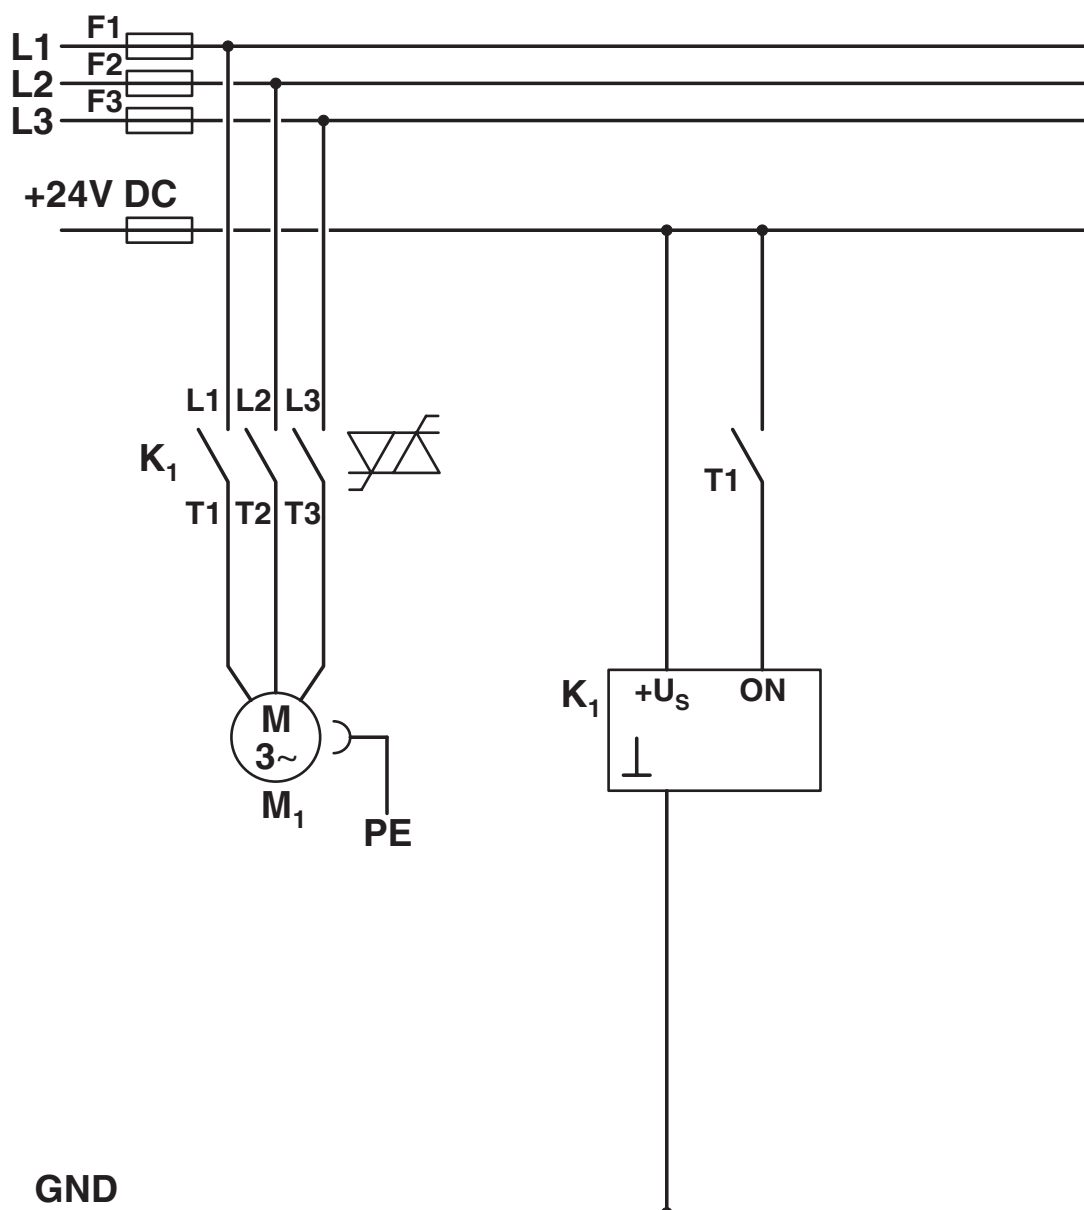 F1
L1
F2
L2
F3
L3
+24V DC
L1 L2 L3
K1
T1
T1 T2 T3
K1 +US ON
M
3~
M1
PE
GND